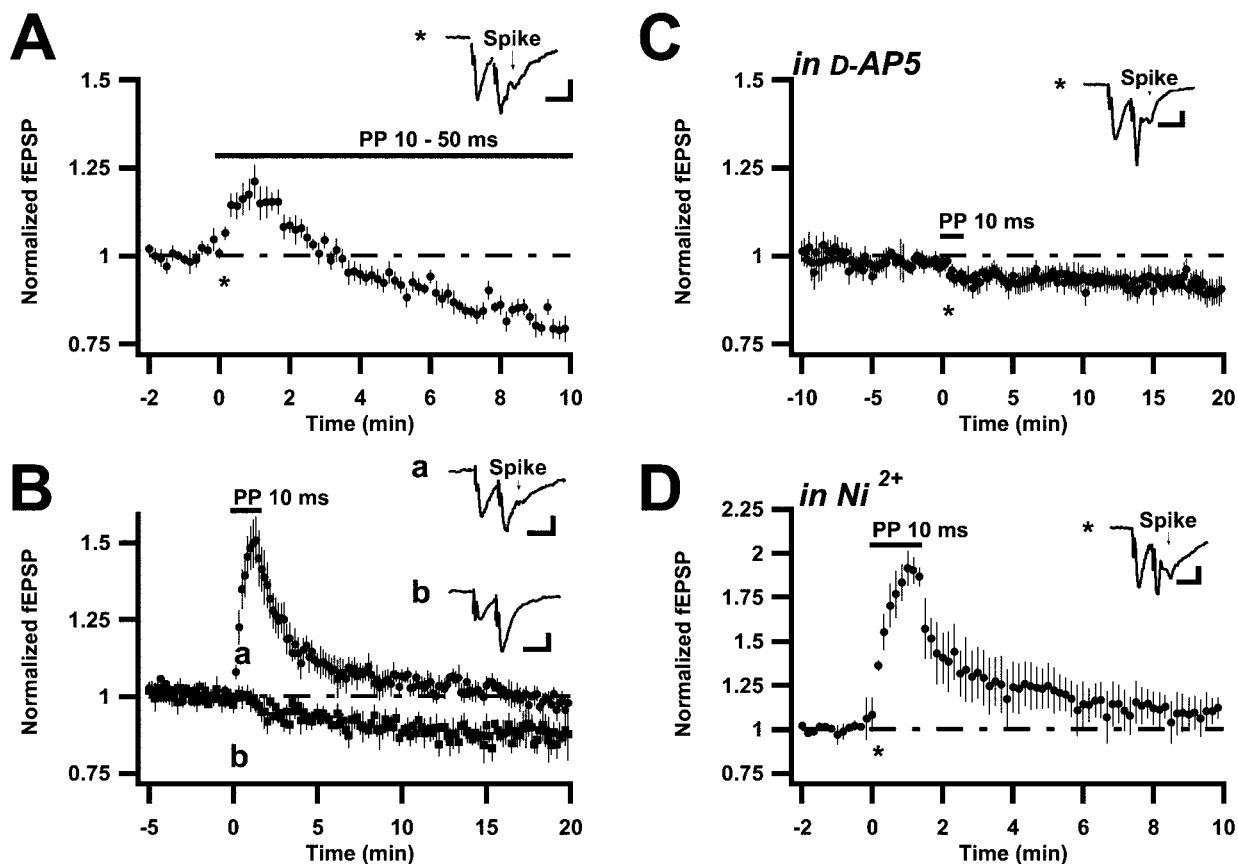 A
* Spike
1.5
PP 10 - 50 ms
1.25
1
*
0.75
Normalized fEPSP
-2 0 2 4 6 8 10
Time (min)
C
in D-AP5
* Spike
1.5
1.25
PP 10 ms
1
*
0.75
Normalized fEPSP
-10 -5 0 5 10 15 20
Time (min)
B
a Spike
PP 10 ms
1.5
b
1.25
a
1
b
0.75
Normalized fEPSP
-5 0 5 10 15 20
Time (min)
D
in Ni 2+
* Spike
2.25
PP 10 ms
2
1.75
1.5
1.25
1
*
0.75
Normalized fEPSP
-2 0 2 4 6 8 10
Time (min)